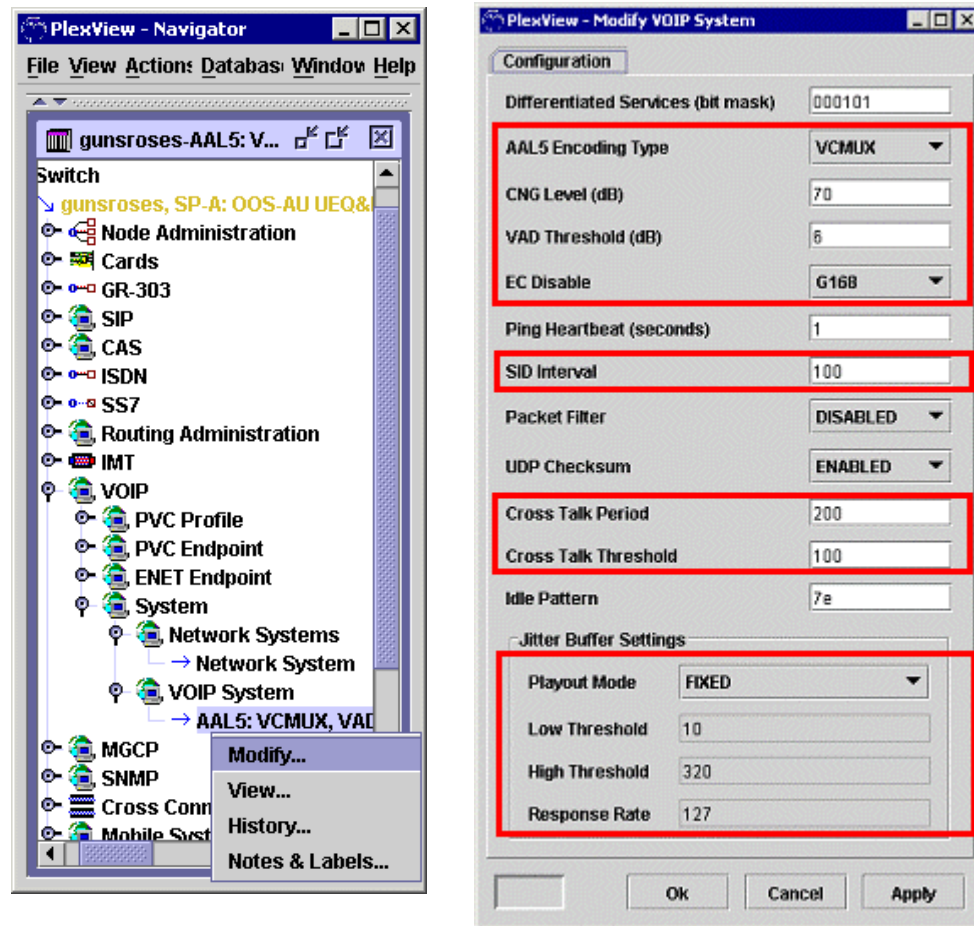 PlexView - Navigator
File View Actions Databas Window Help
gunsroses-AAL5: V...
Switch
gunsroses, SP-A: OOS-AU UEQ&
Node Administration
Cards
GR-303
SIP
CAS
ISDN
SS7
Routing Administration
IMT
VOIP
PVC Profile
PVC Endpoint
ENET Endpoint
System
Network Systems
Network System
VOIP System
AAL5: VCMUX, VAD
MGCP
SNMP
Cross Conn
Mobile Syst
Modify...
View...
History...
Notes & Labels...
PlexView - Modify VOIP System
Configuration
Differentiated Services (bit mask) 000101
AAL5 Encoding Type VCMUX
CNG Level (dB) 70
VAD Threshold (dB) 6
EC Disable G168
Ping Heartbeat (seconds) 1
SID Interval 100
Packet Filter DISABLED
UDP Checksum ENABLED
Cross Talk Period 200
Cross Talk Threshold 100
Idle Pattern 7e
Jitter Buffer Settings
Playout Mode FIXED
Low Threshold 10
High Threshold 320
Response Rate 127
Ok Cancel Apply